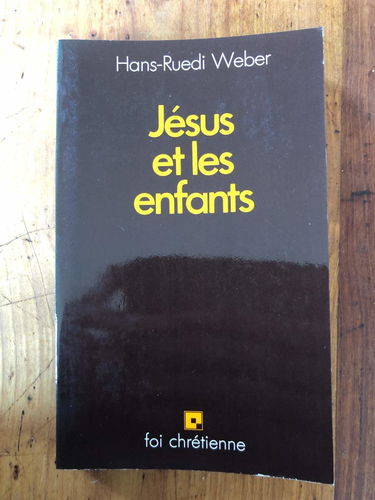 Hans-Ruedi Weber
Jésus
et les
enfants
foi chrétienne